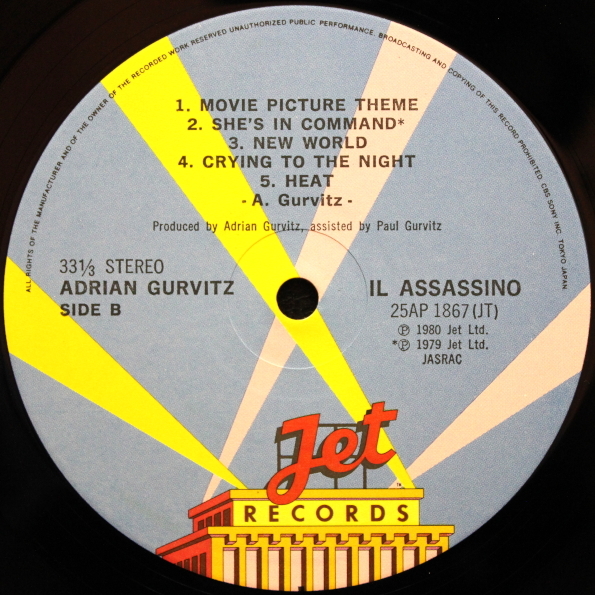 ALL RIGHTS OF THE MANUFACTURER AND OF THE OWNER OF THE RECORDED WORK RESERVED UNAUTHORIZED PUBLIC PERFORMANCE, BROADCASTING AND COPYING OF THIS RECORD PROHIBITED. CBS/SONY INC. TOKYO JAPAN
1. MOVIE PICTURE THEME
2. SHE'S IN COMMAND*
3. NEW WORLD
4. CRYING TO THE NIGHT
5. HEAT
- A. Gurvitz -
Produced by Adrian Gurvitz, assisted by Paul Gurvitz
33⅓ STEREO
ADRIAN GURVITZ
SIDE B
IL ASSASSINO
25AP 1867(JT)
℗ 1980 Jet Ltd.
*℗ 1979 Jet Ltd.
JASRAC
Jet
TM
RECORDS